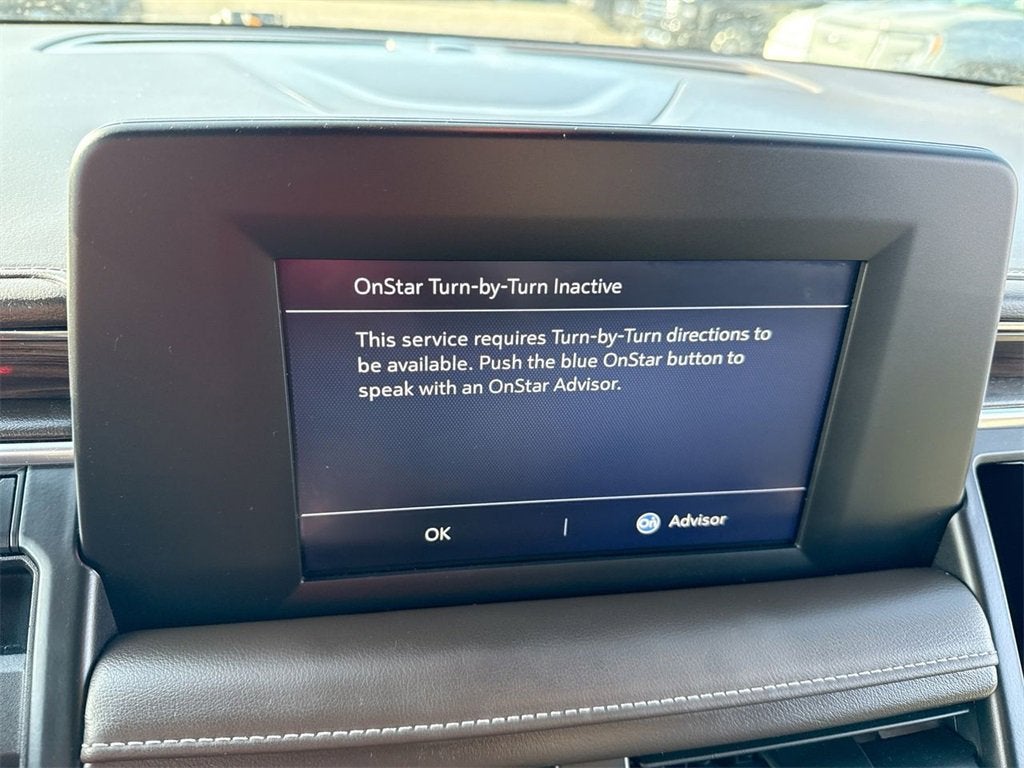 OnStar Turn-by-Turn Inactive
This service requires Turn-by-Turn directions to
be available. Push the blue OnStar button to
speak with an OnStar Advisor.
OK | On Advisor